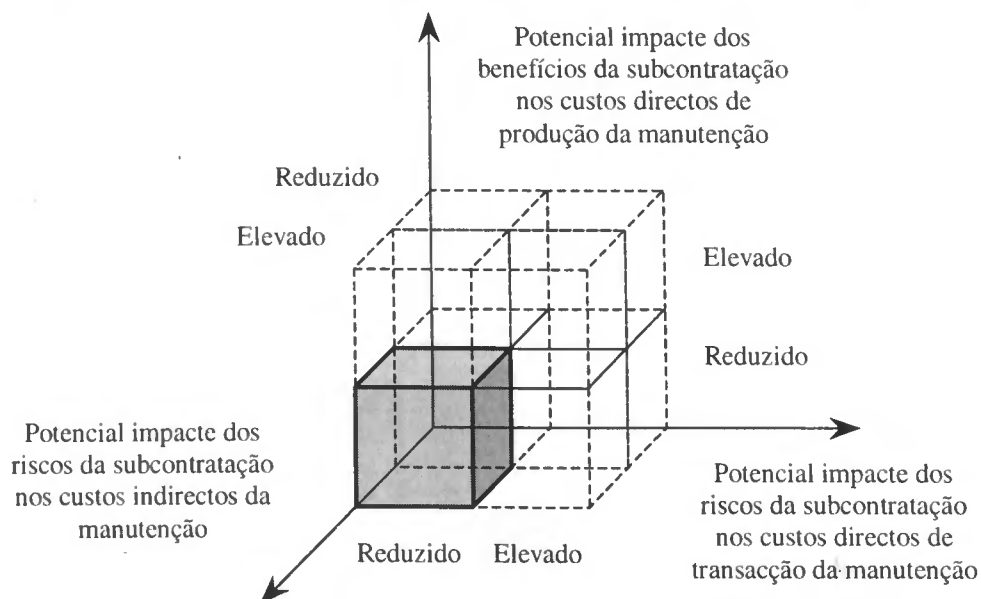 Potencial impacte dos
benefícios da subcontratação
nos custos directos de
produção da manutenção
Reduzido
Elevado
Elevado
Reduzido
Potencial impacte dos
riscos da subcontratação
nos custos indirectos da
manutenção
Potencial impacte dos
riscos da subcontratação
nos custos directos de
transacção da manutenção
Reduzido Elevado